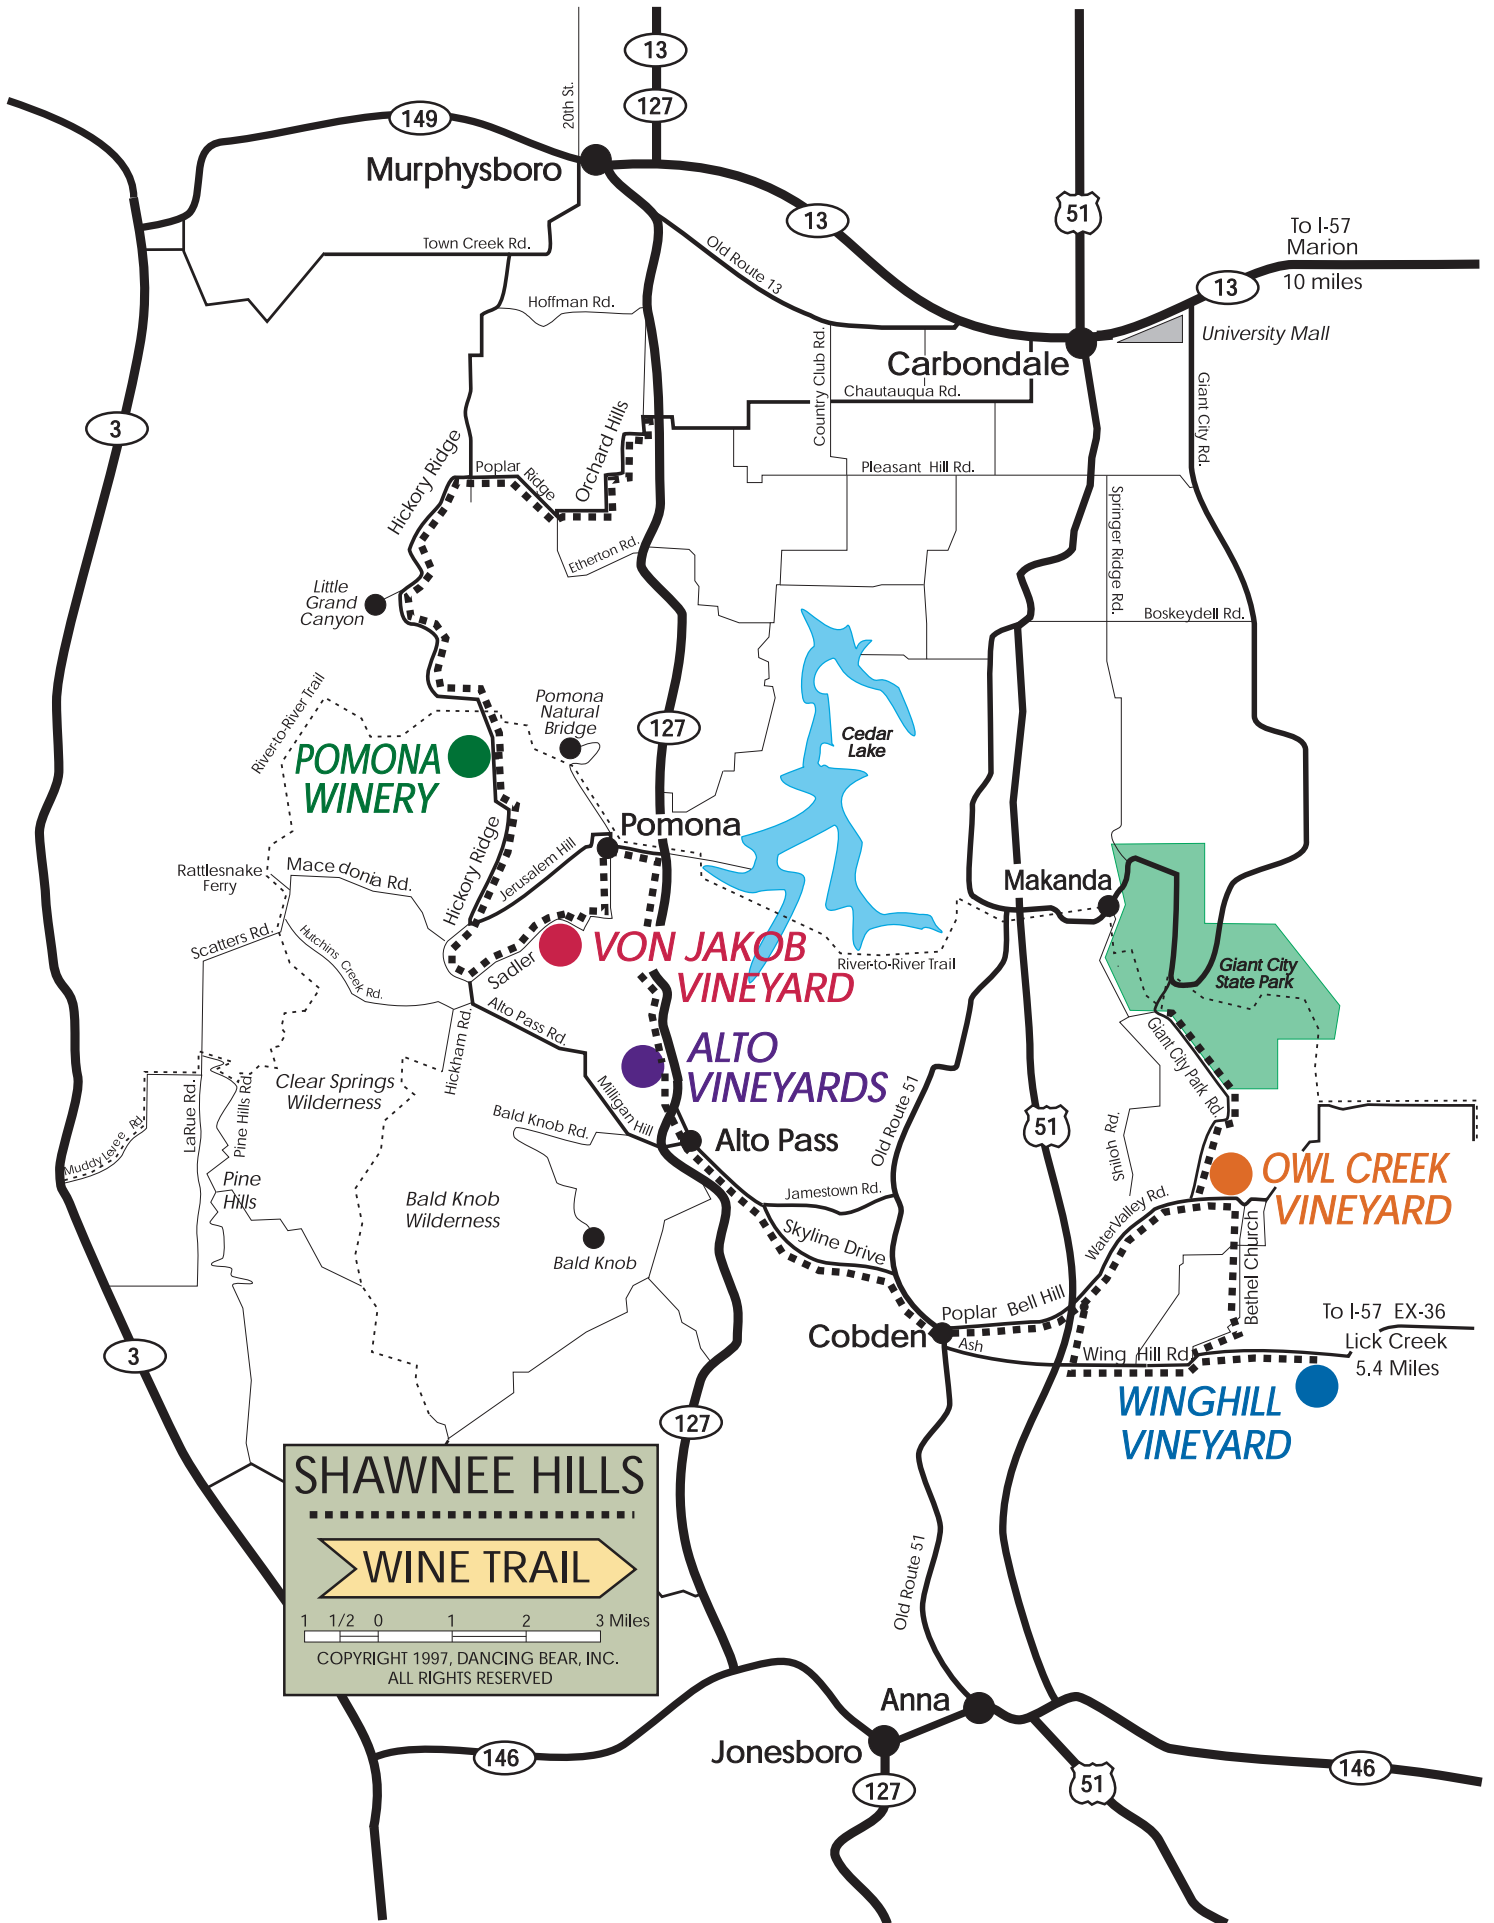 13
127
20th St.
149
Murphysboro
13
51
To I-57
Marion
10 miles
13
Town Creek Rd.
Old Route 13
Hoffman Rd.
University Mall
Carbondale
Country Club Rd.
Chautauqua Rd.
Giant City Rd.
3
Hickory Ridge
Orchard Hills
Poplar
Ridge
Pleasant Hill Rd.
Springer Ridge Rd.
Etherton Rd.
Little
Grand
Canyon
Boskeydell Rd.
River-to-River Trail
Pomona
Natural
Bridge
127
Cedar
Lake
POMONA
WINERY
Pomona
Hickory Ridge
Jerusalem Hill
Rattlesnake
Ferry
Mace donia Rd.
Makanda
Scatters Rd.
Hutchins Creek Rd.
Sadler
VON JAKOB
VINEYARD
River-to-River Trail
Giant City
State Park
Alto Pass Rd.
Hickham Rd.
Giant City Park Rd.
ALTO
VINEYARDS
Clear Springs
Wilderness
LaRue Rd.
Pine Hills Rd.
Milligan Hill
Bald Knob Rd.
Muddy Levee Rd.
Alto Pass
Old Route 51
51
Shiloh Rd.
OWL CREEK
VINEYARD
Pine
Hills
Bald Knob
Wilderness
Jamestown Rd.
WaterValley Rd.
Skyline Drive
Bald Knob
Bethel Church
Poplar Bell Hill
To I-57 EX-36
Lick Creek
5.4 Miles
Cobden
Ash
Wing Hill Rd.
3
WINGHILL
VINEYARD
127
SHAWNEE HILLS
WINE TRAIL
1 1/2 0 1 2 3 Miles
COPYRIGHT 1997, DANCING BEAR, INC.
ALL RIGHTS RESERVED
Old Route 51
Anna
Jonesboro
146
127
51
146